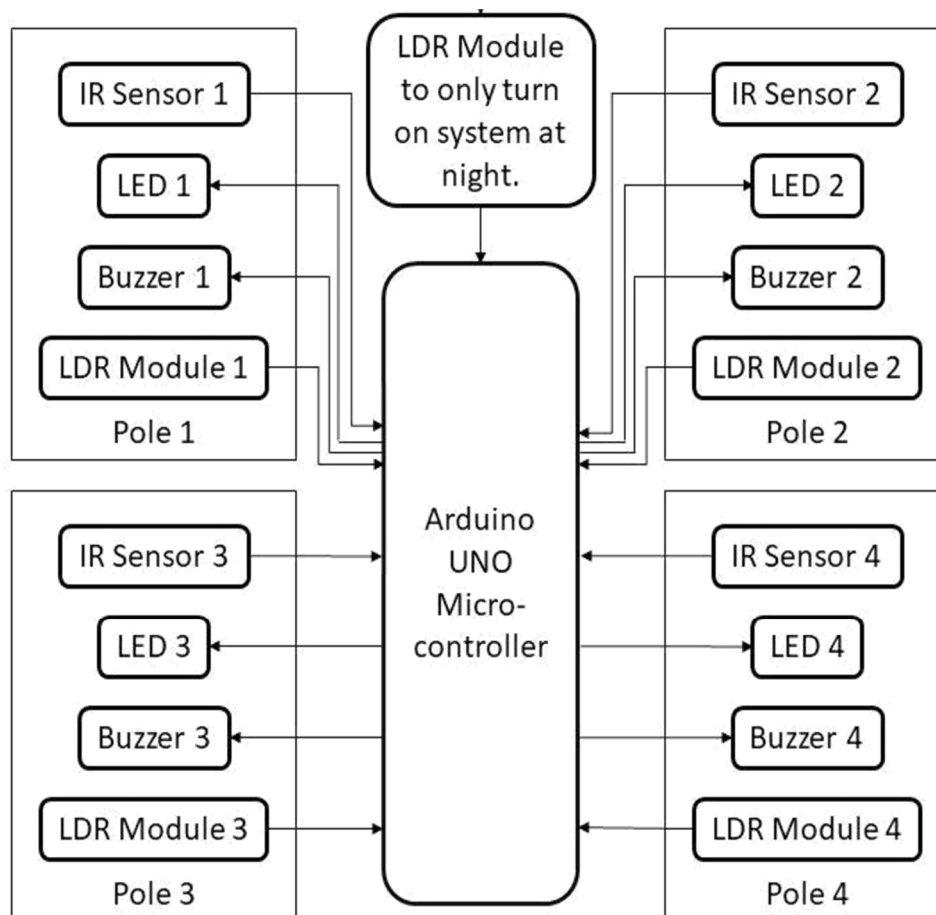 LDR Module
to only turn
on system at
night.
IR Sensor 1
LED 1
Buzzer 1
LDR Module 1
Pole 1
IR Sensor 2
LED 2
Buzzer 2
LDR Module 2
Pole 2
Arduino
UNO
Micro-
controller
IR Sensor 3
LED 3
Buzzer 3
LDR Module 3
Pole 3
IR Sensor 4
LED 4
Buzzer 4
LDR Module 4
Pole 4